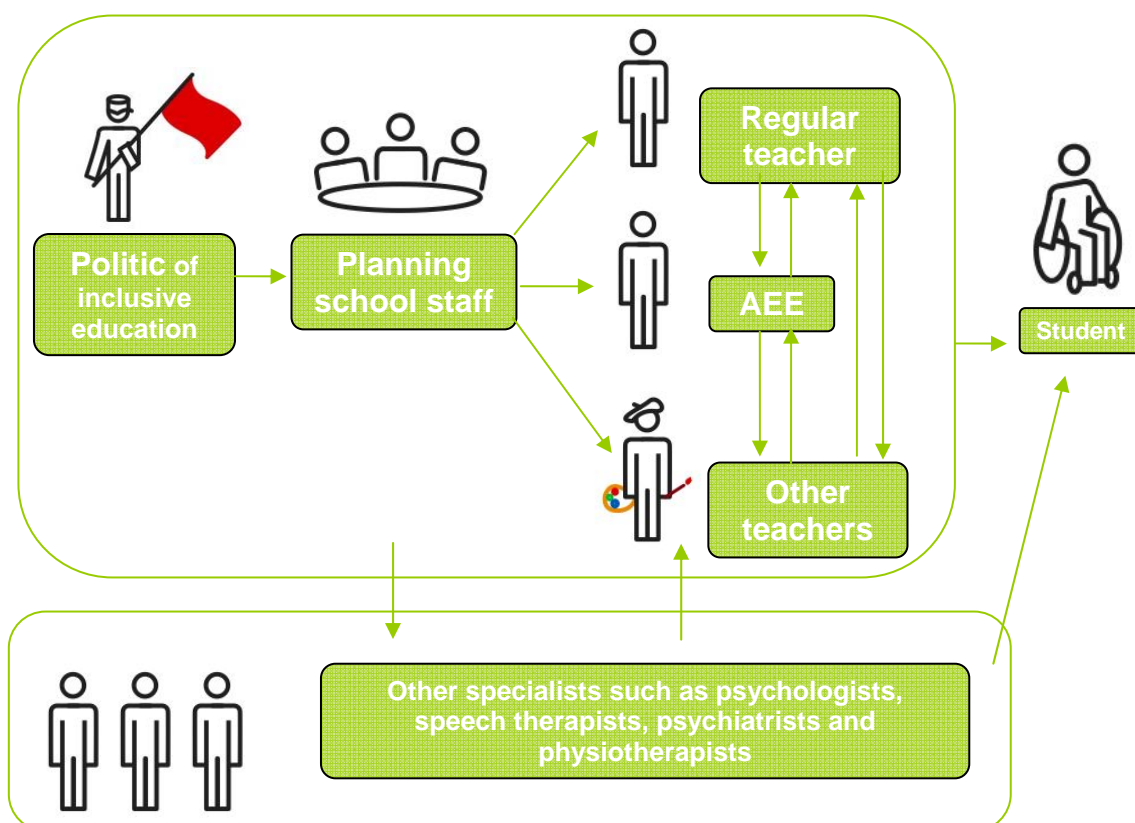 Regular
teacher
Politic of
inclusive
education
Planning
school staff
AEE
Student
Other
teachers
Other specialists such as psychologists,
speech therapists, psychiatrists and
physiotherapists